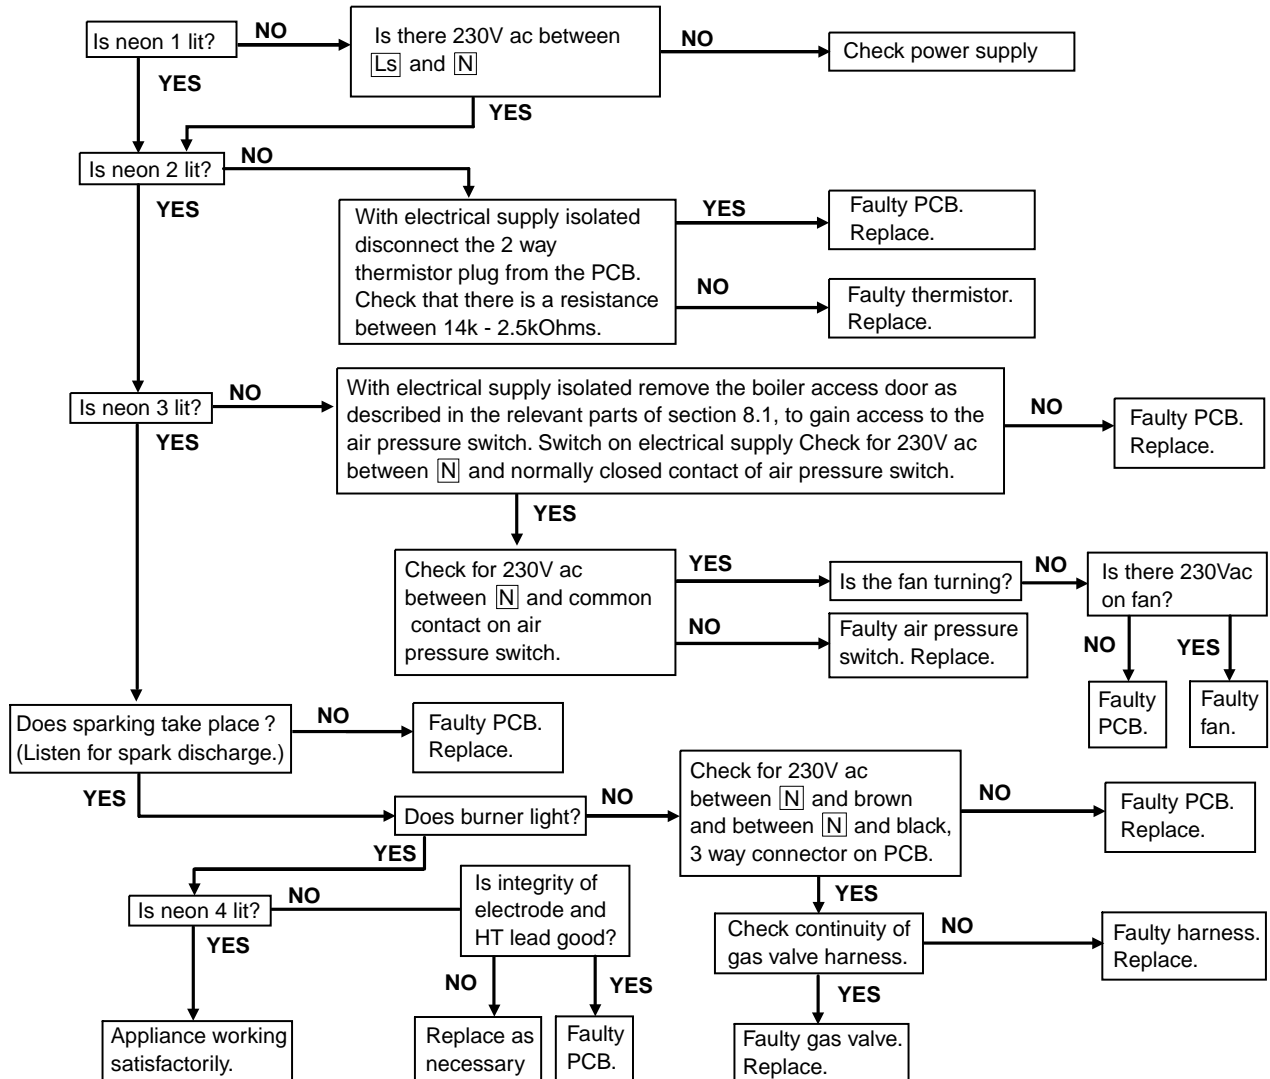 Is neon 1 lit?
NO
Is there 230V ac between
Ls and N
NO
Check power supply
YES
YES
Is neon 2 lit?
NO
YES
With electrical supply isolated
disconnect the 2 way
thermistor plug from the PCB.
Check that there is a resistance
between 14k - 2.5kOhms.
YES
Faulty PCB.
Replace.
NO
Faulty thermistor.
Replace.
Is neon 3 lit?
NO
YES
With electrical supply isolated remove the boiler access door as
described in the relevant parts of section 8.1, to gain access to the
air pressure switch. Switch on electrical supply Check for 230V ac
between N and normally closed contact of air pressure switch.
NO
Faulty PCB.
Replace.
YES
Check for 230V ac
between N and common
contact on air
pressure switch.
YES
Is the fan turning?
NO
Is there 230Vac
on fan?
NO
Faulty air pressure
switch. Replace.
NO
YES
Faulty
PCB.
Faulty
fan.
Does sparking take place ?
(Listen for spark discharge.)
NO
Faulty PCB.
Replace.
YES
Does burner light?
NO
Check for 230V ac
between N and brown
and between N and black,
3 way connector on PCB.
NO
Faulty PCB.
Replace.
YES
YES
Is neon 4 lit?
NO
Is integrity of
electrode and
HT lead good?
Check continuity of
gas valve harness.
NO
Faulty harness.
Replace.
YES
NO
YES
YES
Appliance working
satisfactorily.
Replace as
necessary
Faulty
PCB.
Faulty gas valve.
Replace.